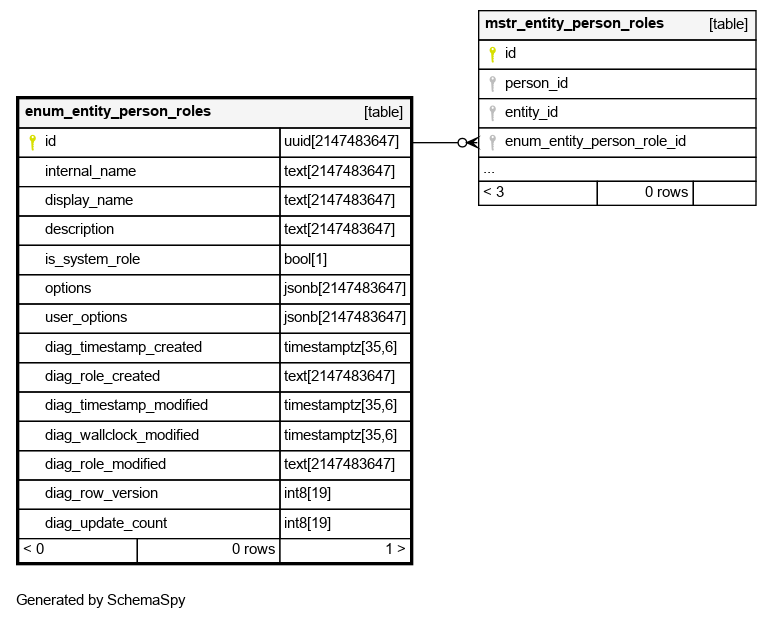 mstr_entity_person_roles [table]
id
person_id
entity_id
enum_entity_person_role_id
...
< 3 0 rows
enum_entity_person_roles [table]
id uuid[2147483647]
internal_name text[2147483647]
display_name text[2147483647]
description text[2147483647]
is_system_role bool[1]
options jsonb[2147483647]
user_options jsonb[2147483647]
diag_timestamp_created timestamptz[35,6]
diag_role_created text[2147483647]
diag_timestamp_modified timestamptz[35,6]
diag_wallclock_modified timestamptz[35,6]
diag_role_modified text[2147483647]
diag_row_version int8[19]
diag_update_count int8[19]
< 0 0 rows 1 >
Generated by SchemaSpy